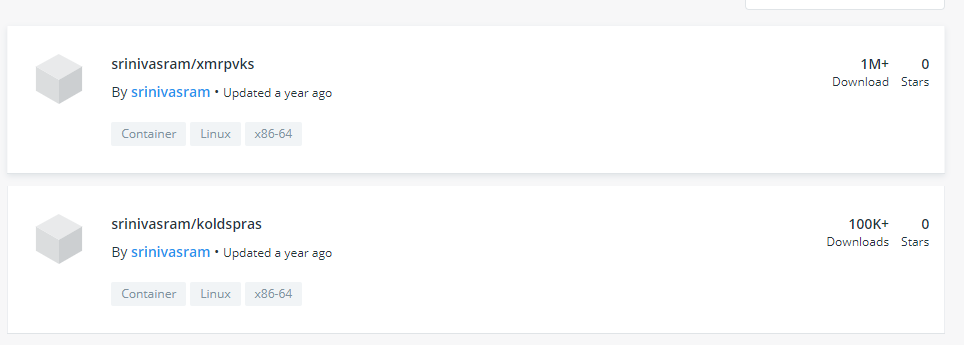 srinivasram/xmrpvks
1M+ 0
By srinivasram • Updated a year ago
Download Stars
Container Linux x86-64
srinivasram/koldspras
100K+ 0
By srinivasram • Updated a year ago
Downloads Stars
Container Linux x86-64